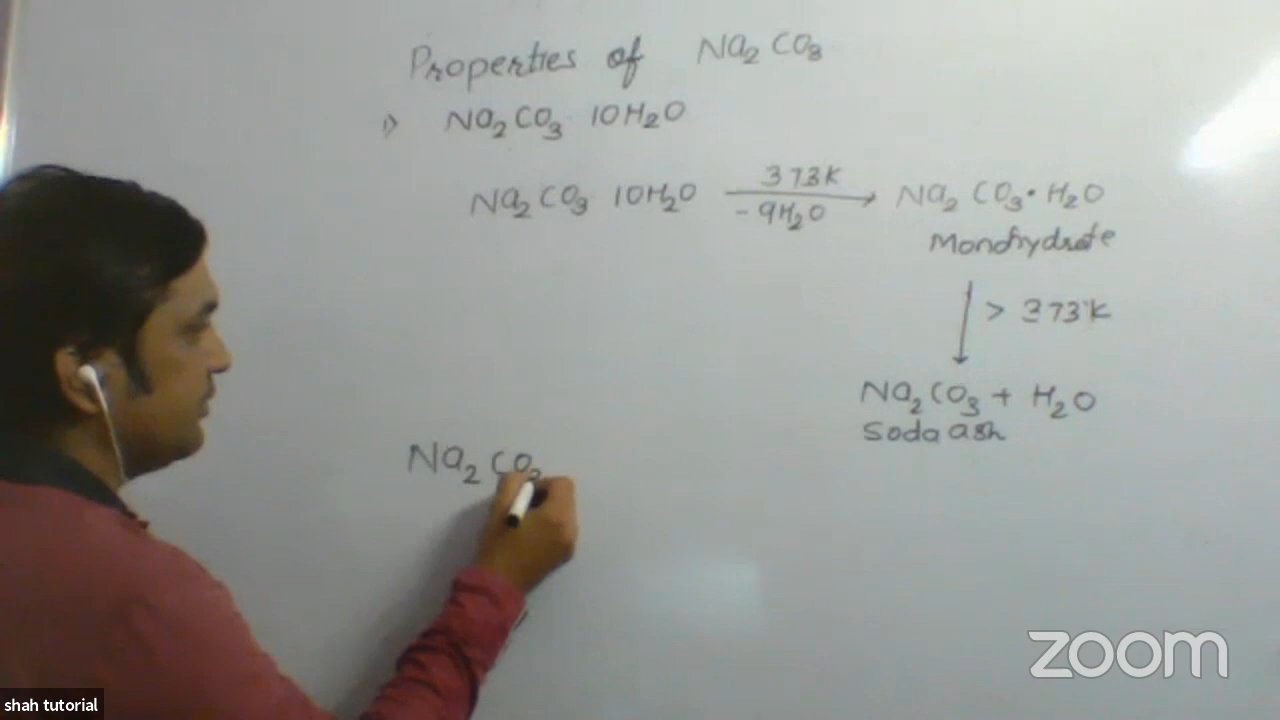 Properties of Na₂CO₃
1) Na₂CO₃ 10H₂O
Na₂CO₃ 10H₂O 373K -9H₂O → Na₂CO₃•H₂O
Monohydrate
↓ > 373K
Na₂CO₃ + H₂O
Soda ash
Na₂CO₃
zoom
shah tutorial